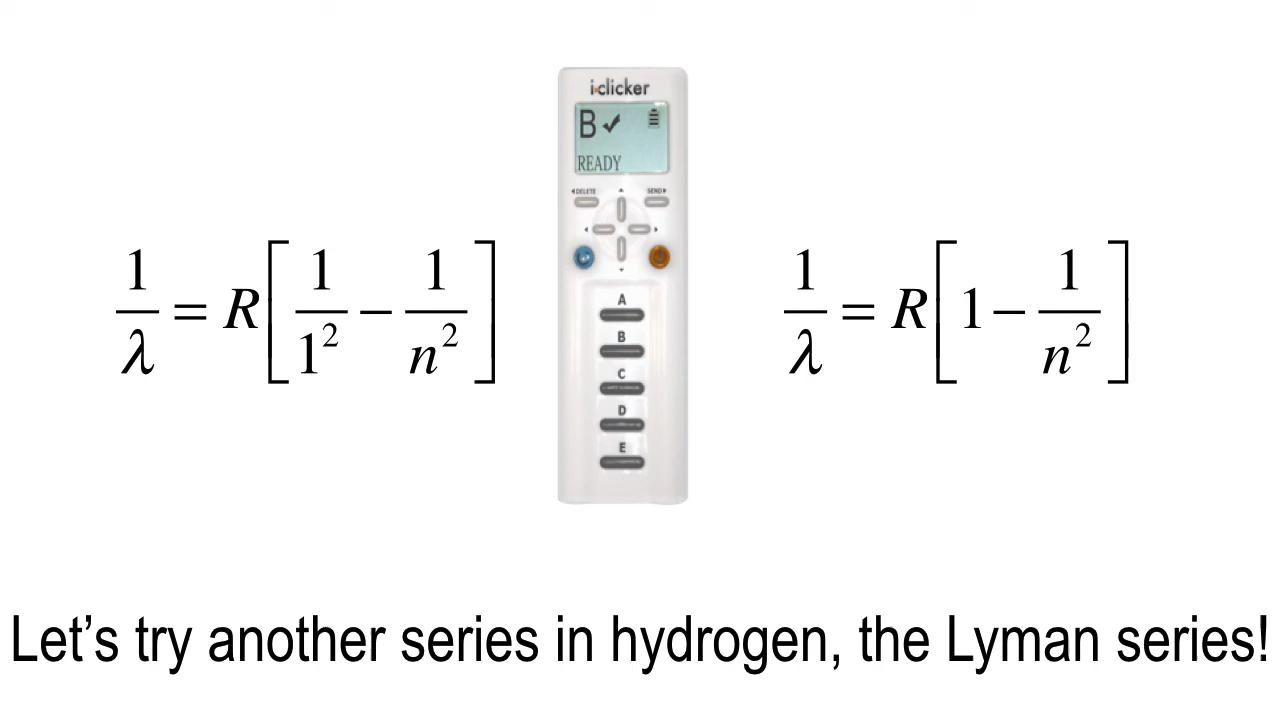 i>clicker
B✓
READY
◂DELETE SEND▸
1/λ = R[1/1² − 1/n²]
1/λ = R[1 − 1/n²]
A
B
C
D
E
Let’s try another series in hydrogen, the Lyman series!